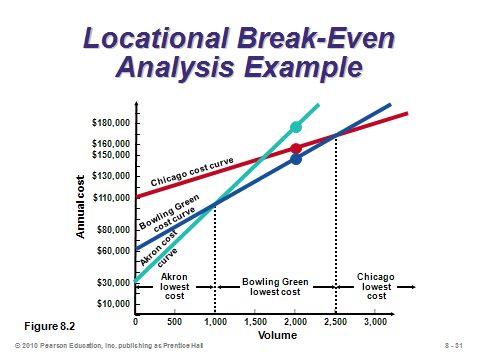 Locational Break-Even
Analysis Example
Annual cost
$180,000
$160,000
$150,000
$130,000
$110,000
$80,000
$60,000
$30,000
$10,000
Chicago cost curve
Bowling Green
cost curve
Akron cost
curve
Akron
lowest
cost
Bowling Green
lowest cost
Chicago
lowest
cost
0 500 1,000 1,500 2,000 2,500 3,000
Volume
Figure 8.2
© 2010 Pearson Education, Inc. publishing as Prentice Hall
8 - 31